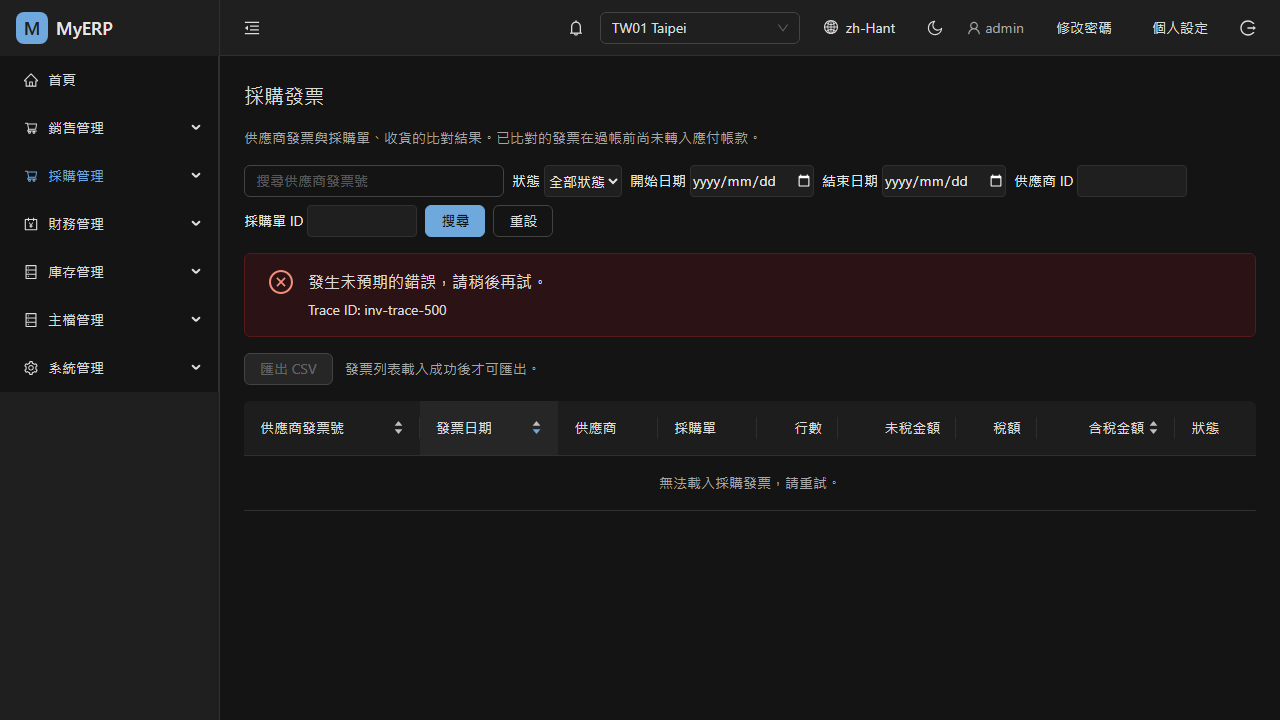 M MyERP
TW01 Taipei
zh-Hant
admin
修改密碼
個人設定
首頁
銷售管理
採購管理
財務管理
庫存管理
主檔管理
系統管理
採購發票
供應商發票與採購單、收貨的比對結果。已比對的發票在過帳前尚未轉入應付帳款。
搜尋供應商發票號 狀態 全部狀態 開始日期 yyyy/mm/dd 結束日期 yyyy/mm/dd 供應商 ID
採購單 ID 搜尋 重設
發生未預期的錯誤，請稍後再試。
Trace ID: inv-trace-500
匯出 CSV 發票列表載入成功後才可匯出。
供應商發票號 發票日期 供應商 採購單 行數 未稅金額 稅額 含稅金額 狀態
無法載入採購發票，請重試。